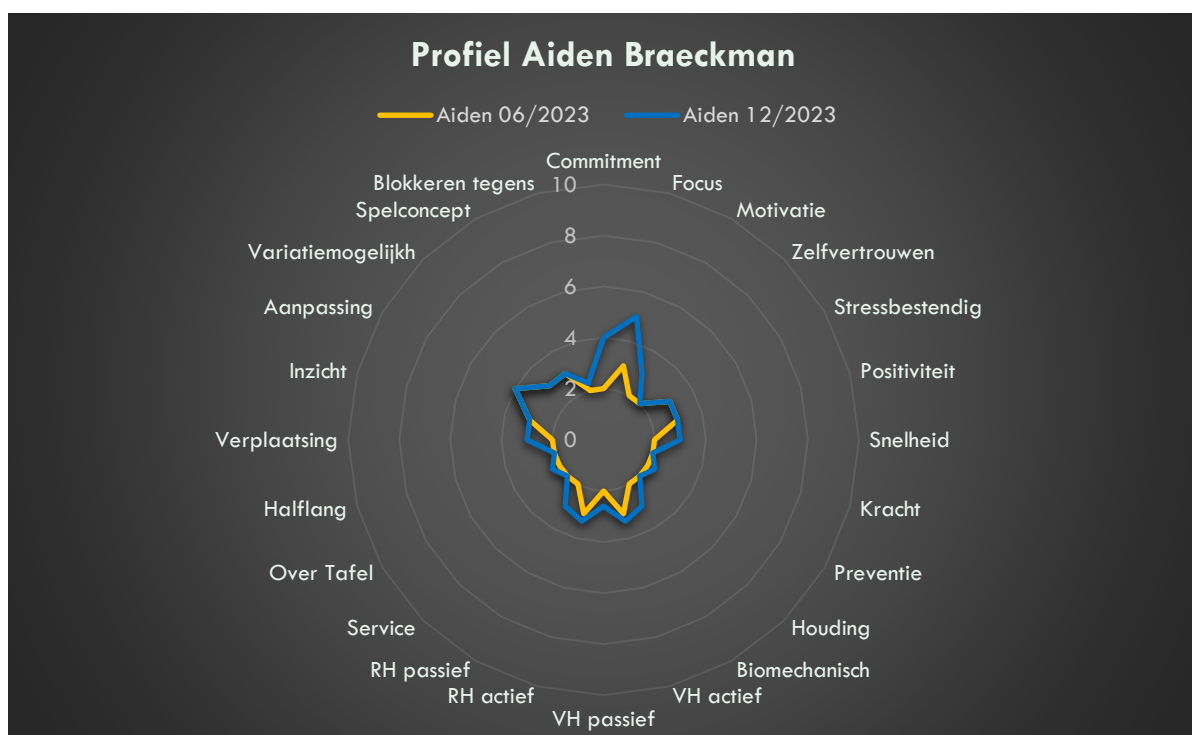 Profiel Aiden Braeckman
Aiden 06/2023
Aiden 12/2023
Commitment
Focus
Motivatie
Zelfvertrouwen
Stressbestendig
Positiviteit
Snelheid
Kracht
Preventie
Houding
Biomechanisch
VH actief
VH passief
RH actief
RH passief
Service
Over Tafel
Halflang
Verplaatsing
Inzicht
Aanpassing
Variatiemogelijkh
Spelconcept
Blokkeren tegens
10
8
6
4
2
0